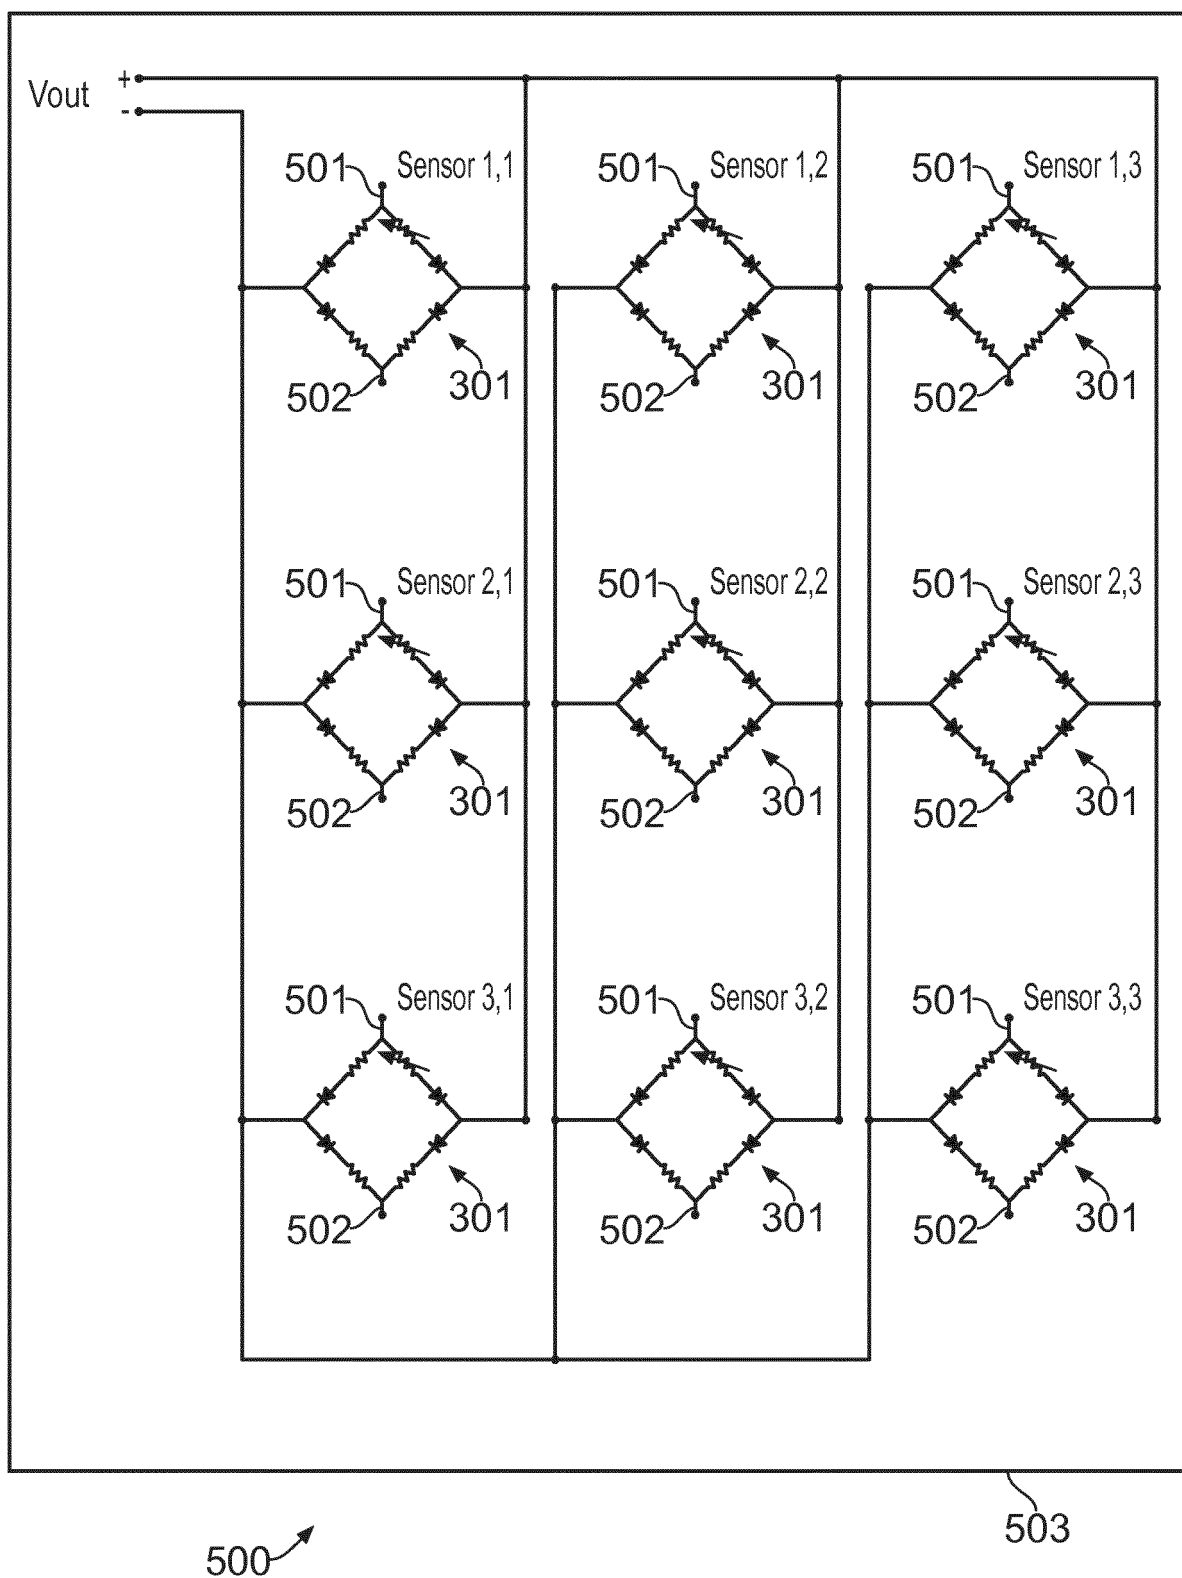 Vout + -
501 Sensor 1,1 501 Sensor 1,2 501 Sensor 1,3
502 301 502 301 502 301
501 Sensor 2,1 501 Sensor 2,2 501 Sensor 2,3
502 301 502 301 502 301
501 Sensor 3,1 501 Sensor 3,2 501 Sensor 3,3
502 301 502 301 502 301
503
500